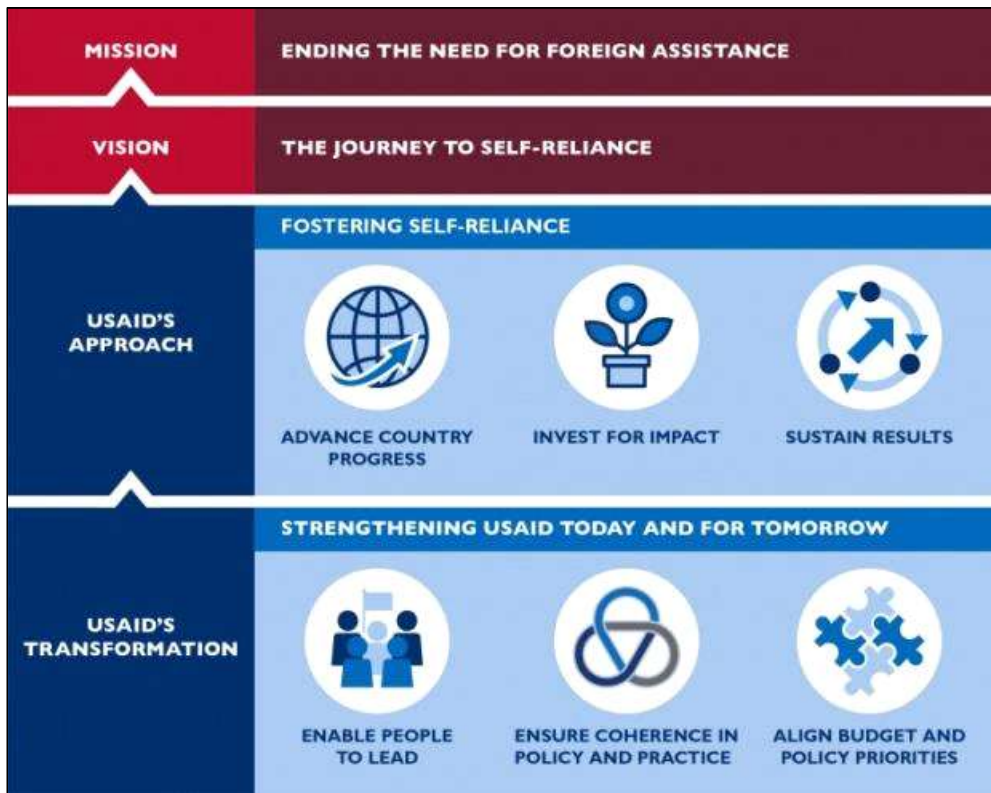 MISSION
ENDING THE NEED FOR FOREIGN ASSISTANCE
VISION
THE JOURNEY TO SELF-RELIANCE
USAID'S
APPROACH
FOSTERING SELF-RELIANCE
ADVANCE COUNTRY
PROGRESS
INVEST FOR IMPACT
SUSTAIN RESULTS
USAID'S
TRANSFORMATION
STRENGTHENING USAID TODAY AND FOR TOMORROW
ENABLE PEOPLE
TO LEAD
ENSURE COHERENCE IN
POLICY AND PRACTICE
ALIGN BUDGET AND
POLICY PRIORITIES